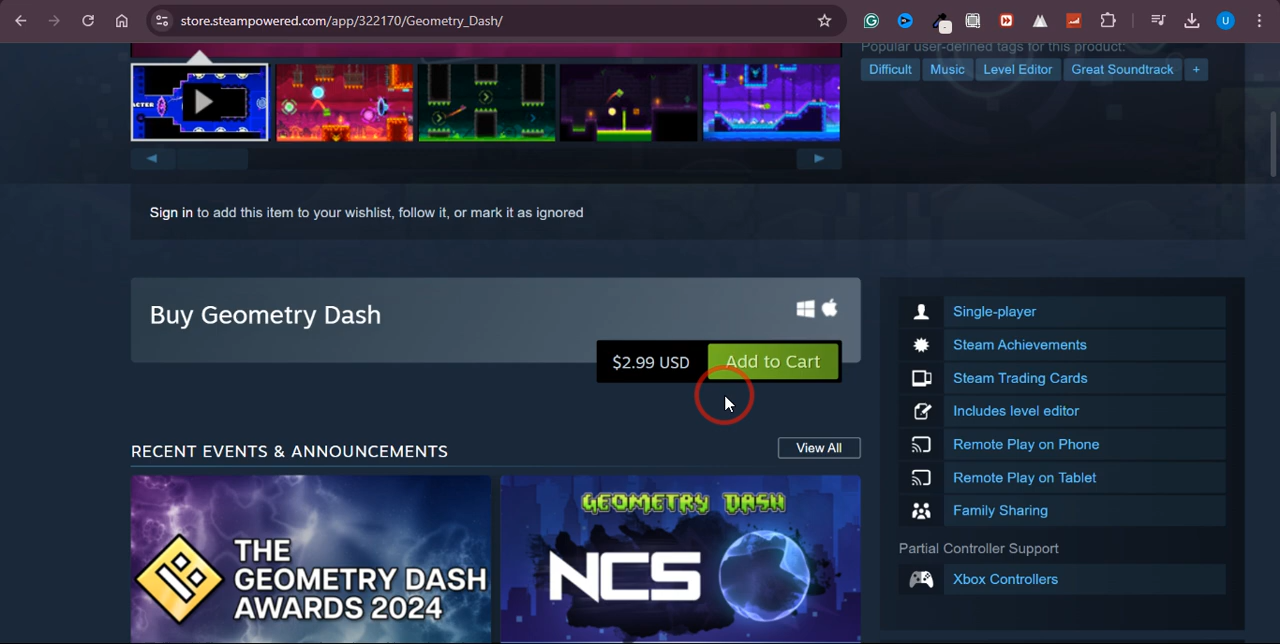 store.steampowered.com/app/322170/Geometry_Dash/
U
Popular user-defined tags for this product:
Difficult Music Level Editor Great Soundtrack +
ACTER
Sign in to add this item to your wishlist, follow it, or mark it as ignored
Buy Geometry Dash
$2.99 USD Add to Cart
Single-player
Steam Achievements
Steam Trading Cards
Includes level editor
Remote Play on Phone
Remote Play on Tablet
Family Sharing
Partial Controller Support
Xbox Controllers
RECENT EVENTS & ANNOUNCEMENTS View All
THE
GEOMETRY DASH
AWARDS 2024
GEOMETRY DASH
NCS